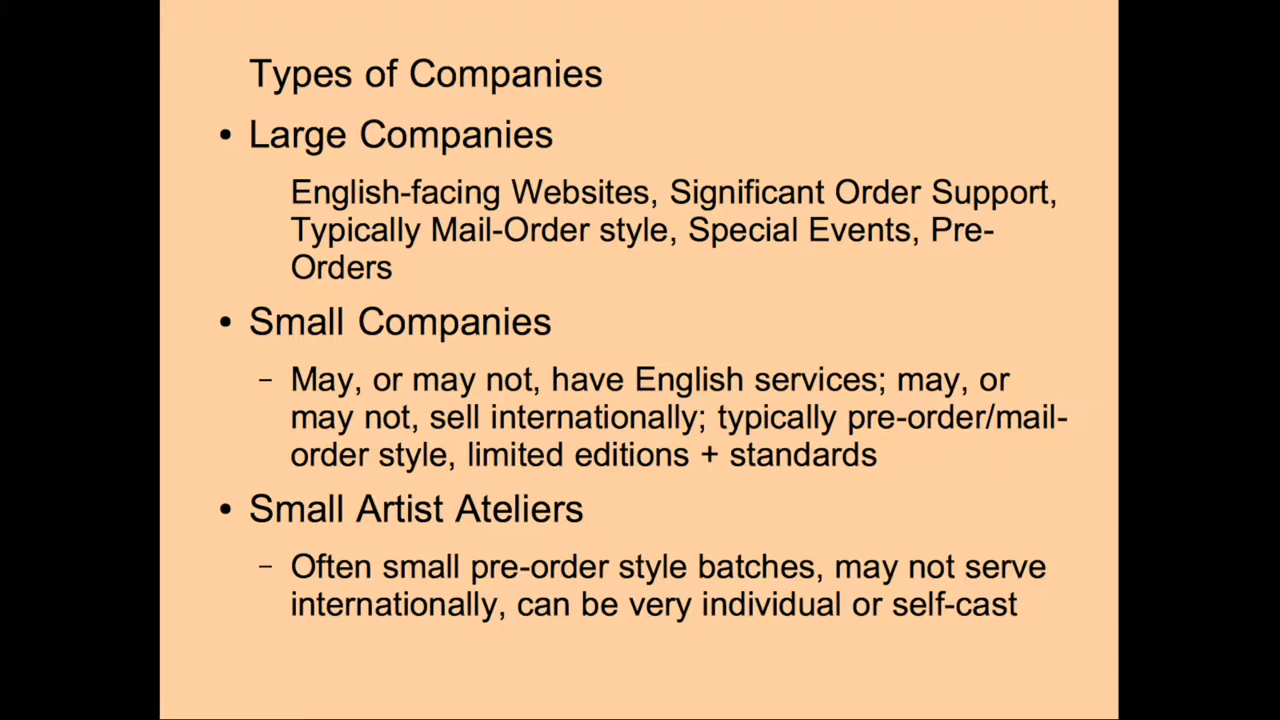 Types of Companies
• Large Companies
English-facing Websites, Significant Order Support,
Typically Mail-Order style, Special Events, Pre-
Orders
• Small Companies
– May, or may not, have English services; may, or
may not, sell internationally; typically pre-order/mail-
order style, limited editions + standards
• Small Artist Ateliers
– Often small pre-order style batches, may not serve
internationally, can be very individual or self-cast